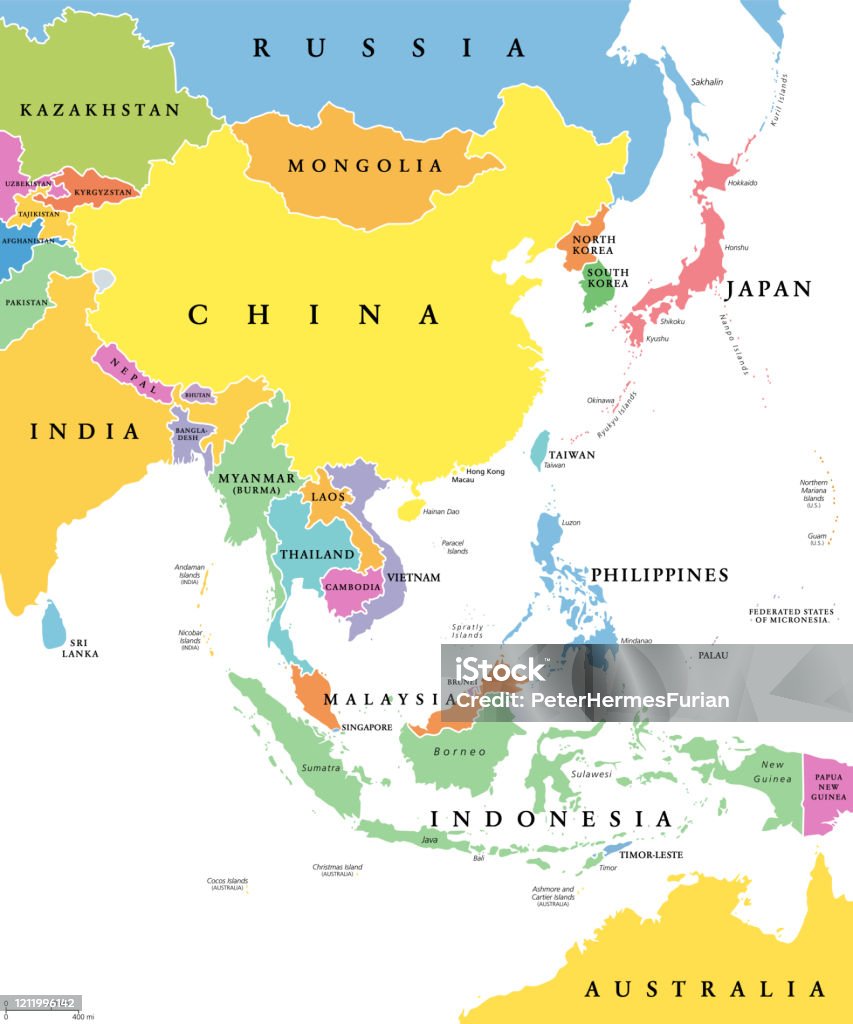 RUSSIA
Sakhalin
Kuril Islands
KAZAKHSTAN
MONGOLIA
UZBEKISTAN
KYRGYZSTAN
Hokkaido
TAJIKISTAN
AFGHANISTAN
NORTH
KOREA
Honshu
SOUTH
KOREA
JAPAN
PAKISTAN
CHINA
Shikoku
Kyushu
Nanpo Islands
NEPAL
BHUTAN
Okinawa
Ryukyu Islands
INDIA
BANGLA-
DESH
TAIWAN
Taiwan
Hong Kong
Macau
MYANMAR
(BURMA)
LAOS
Hainan Dao
Northern
Mariana
Islands
(U.S.)
Luzon
Guam
(U.S.)
Paracel
Islands
THAILAND
Andaman
Islands
(INDIA)
VIETNAM
CAMBODIA
PHILIPPINES
FEDERATED STATES
OF MICRONESIA
Nicobar
Islands
(INDIA)
Spratly
Islands
SRI
LANKA
Mindanao
PALAU
iStock
Credit: PeterHermesFurian
BRUNEI
MALAYSIA
SINGAPORE
Borneo
Sumatra
Sulawesi
New
Guinea
PAPUA
NEW
GUINEA
INDONESIA
Java
Bali
TIMOR-LESTE
Timor
Christmas Island
(AUSTRALIA)
Cocos Islands
(AUSTRALIA)
Ashmore and
Cartier Islands
(AUSTRALIA)
AUSTRALIA
1211996142
0
0 400 mi